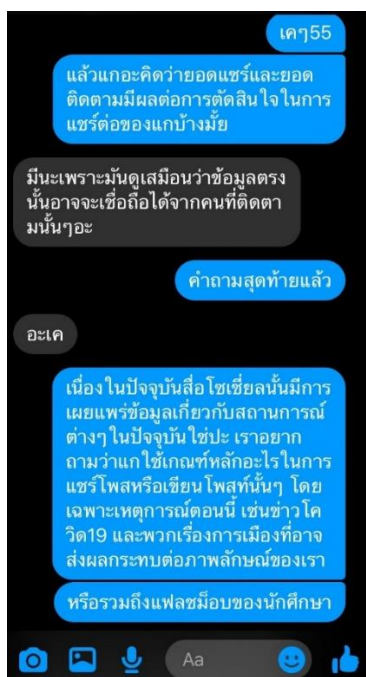 เคๆ55
แล้วแกอะคิดว่ายอดแชร์และยอด
ติดตามมีผลต่อการตัดสินใจในการ
แชร์ต่อของแกบ้างมั้ย
มีนะเพราะมันดูเสมือนว่าข้อมูลตรง
นั้นอาจจะเชื่อถือได้จากคนที่ติดตา
มนั้นๆอะ
คำถามสุดท้ายแล้ว
อะเค
เนื่องในปัจจุบันสื่อโซเชี่ยลนั้นมีการ
เผยแพร่ข้อมูลเกี่ยวกับสถานการณ์
ต่างๆในปัจจุบันใช่ปะ เราอยาก
ถามว่าแกใช้เกณฑ์หลักอะไรในการ
แชร์โพสหรือเขียนโพสท์นั้นๆ โดย
เฉพาะเหตุการณ์ตอนนี้ เช่นข่าวโค
วิด19 และพวกเรื่องการเมืองที่อาจ
ส่งผลกระทบต่อภาพลักษณ์ของเรา
หรือรวมถึงแฟลชม็อบของนักศึกษา
Aa